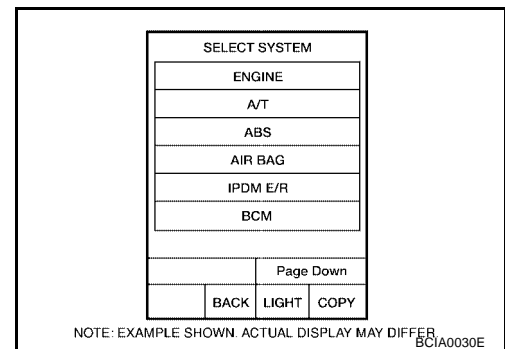 SELECT SYSTEM
ENGINE
A/T
ABS
AIR BAG
IPDM E/R
BCM
Page Down
BACK LIGHT COPY
NOTE: EXAMPLE SHOWN. ACTUAL DISPLAY MAY DIFFER.
BCIA0030E